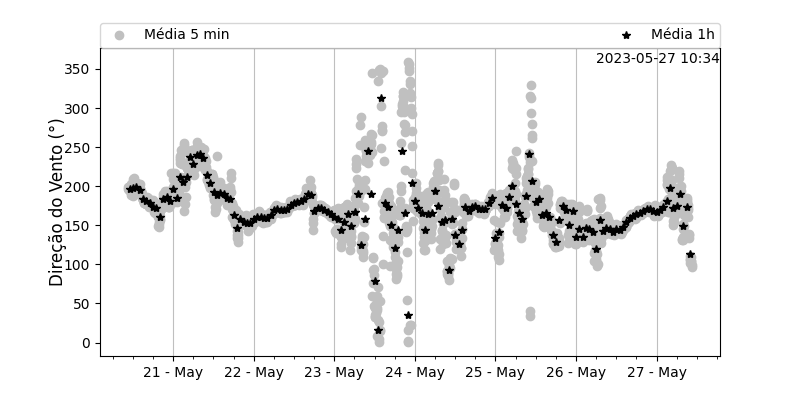 Média 5 min
Média 1h
2023-05-27 10:34
Direção do Vento (°)
350
300
250
200
150
100
50
0
21 - May
22 - May
23 - May
24 - May
25 - May
26 - May
27 - May